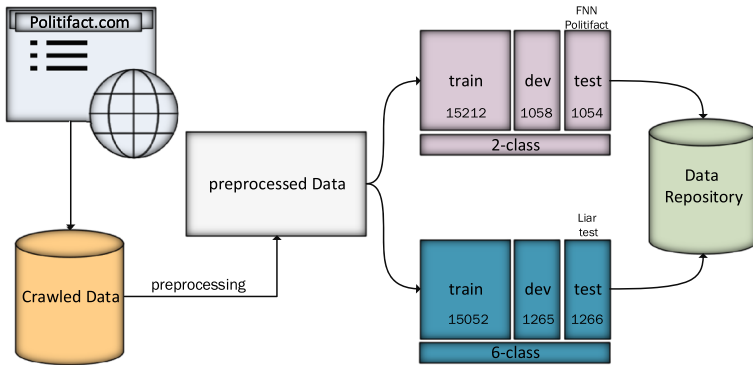 Politifact.com
Crawled Data
preprocessing
preprocessed Data
FNN
Politifact
train
dev
test
15212
1058
1054
2-class
Liar
test
train
dev
test
15052
1265
1266
6-class
Data
Repository